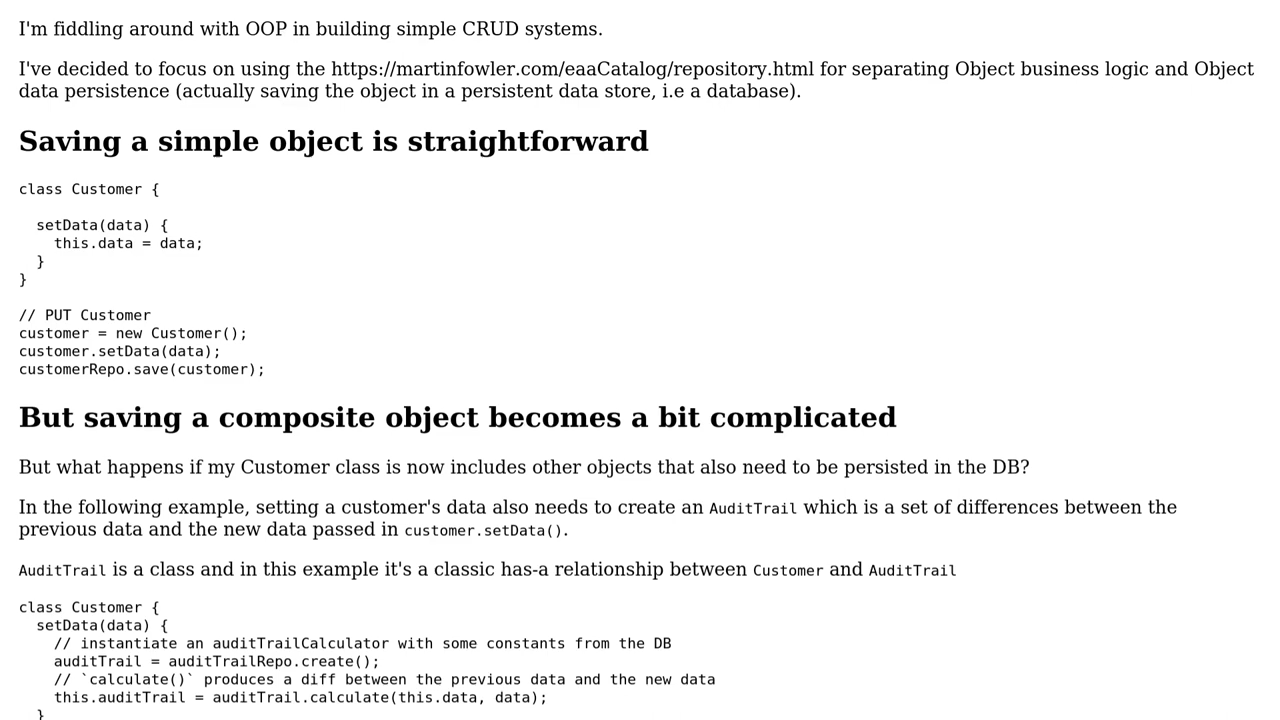 I'm fiddling around with OOP in building simple CRUD systems.
I've decided to focus on using the https://martinfowler.com/eaaCatalog/repository.html for separating Object business logic and Object
data persistence (actually saving the object in a persistent data store, i.e a database).
Saving a simple object is straightforward
class Customer {
  setData(data) {
    this.data = data;
  }
}
// PUT Customer
customer = new Customer();
customer.setData(data);
customerRepo.save(customer);
But saving a composite object becomes a bit complicated
But what happens if my Customer class is now includes other objects that also need to be persisted in the DB?
In the following example, setting a customer's data also needs to create an AuditTrail which is a set of differences between the
previous data and the new data passed in customer.setData().
AuditTrail is a class and in this example it's a classic has-a relationship between Customer and AuditTrail
class Customer {
  setData(data) {
    // instantiate an auditTrailCalculator with some constants from the DB
    auditTrail = auditTrailRepo.create();
    // `calculate()` produces a diff between the previous data and the new data
    this.auditTrail = auditTrail.calculate(this.data, data);
  }